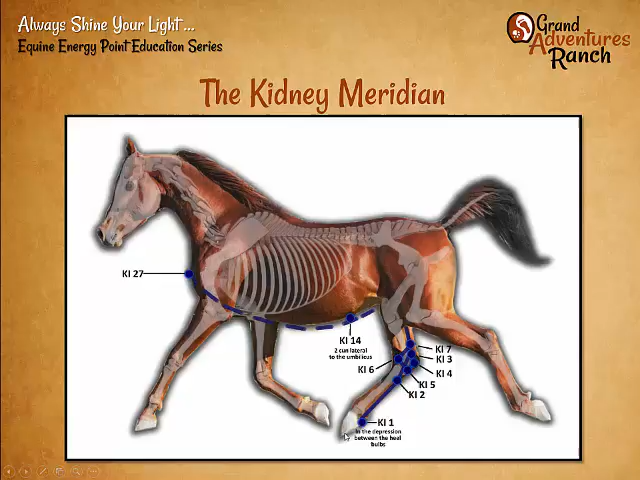 Always Shine Your Light...
Equine Energy Point Education Series
Grand
Adventures
Ranch
The Kidney Meridian
KI 27
KI 14
2 cun lateral
to the umbilicus
KI 7
KI 3
KI 6
KI 4
KI 5
KI 2
KI 1
In the depression
between the heel
bulbs